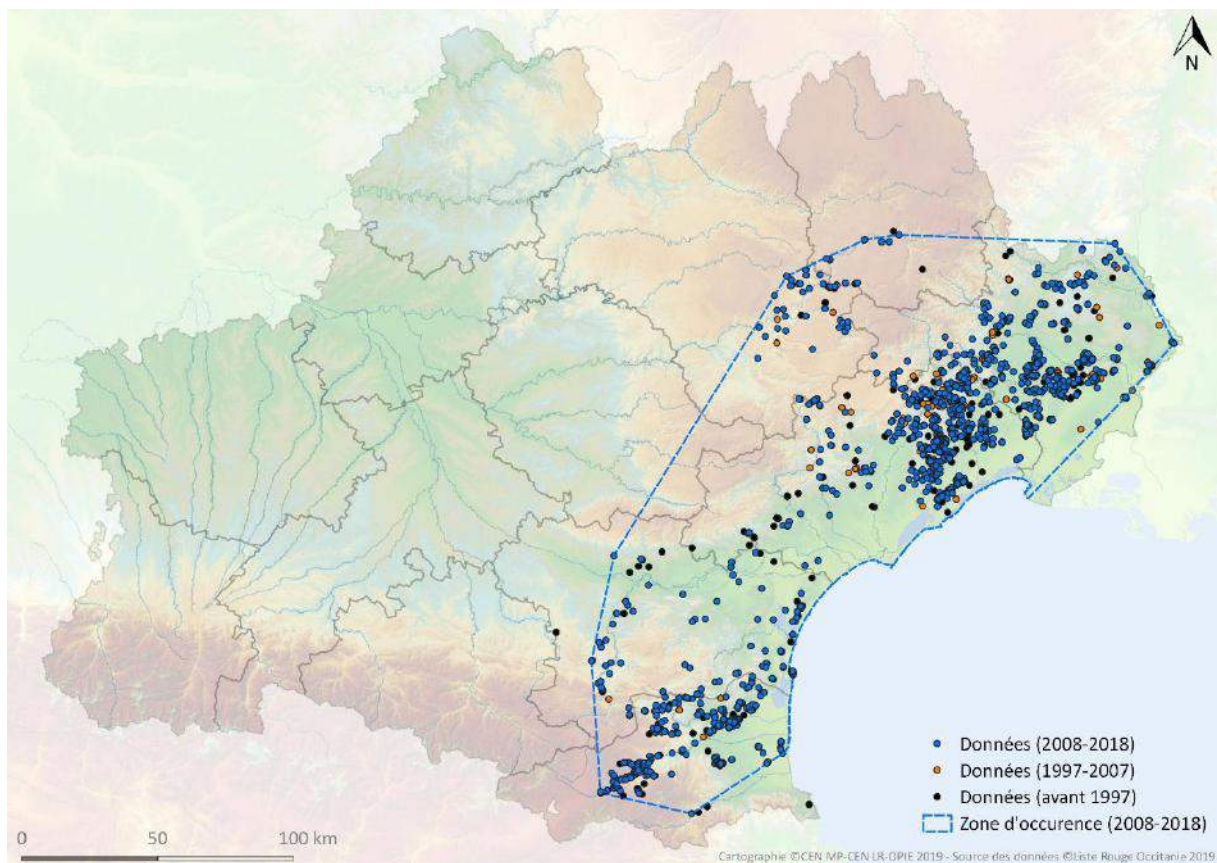 N
Données (2008-2018)
Données (1997-2007)
Données (avant 1997)
Zone d'occurence (2008-2018)
0 50 100 km
Cartographie ©CEN MP-CEN LR-OPIE 2019 - Source des données ©Liste Rouge Occitanie 2019